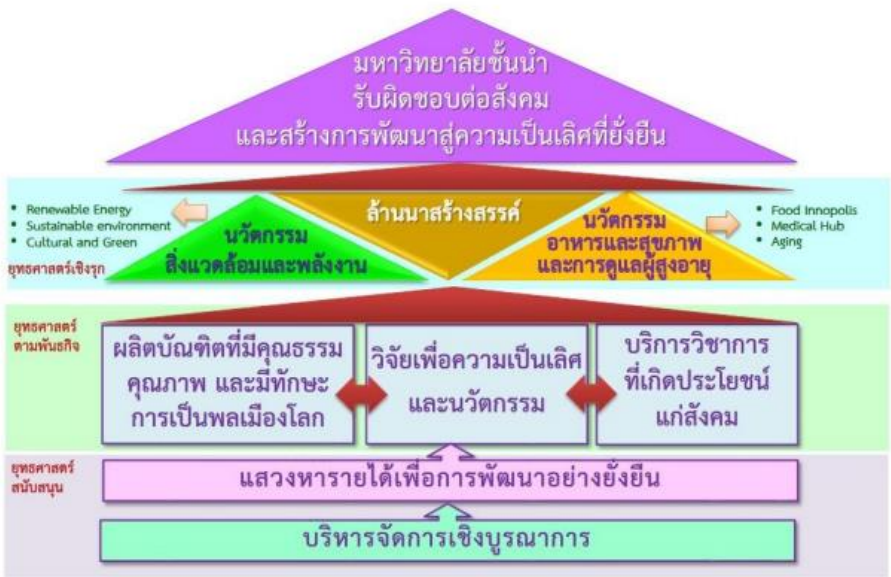 มหาวิทยาลัยชั้นนำ
รับผิดชอบต่อสังคม
และสร้างการพัฒนาสู่ความเป็นเลิศที่ยั่งยืน
• Renewable Energy
• Sustainable environment
• Cultural and Green
ยุทธศาสตร์เชิงรุก
นวัตกรรม
สิ่งแวดล้อมและพลังงาน
ล้านนาสร้างสรรค์
นวัตกรรม
อาหารและสุขภาพ
และการดูแลผู้สูงอายุ
• Food Innopolis
• Medical Hub
• Aging
ยุทธศาสตร์
ตามพันธกิจ
ผลิตบัณฑิตที่มีคุณธรรม
คุณภาพ และมีทักษะ
การเป็นพลเมืองโลก
วิจัยเพื่อความเป็นเลิศ
และนวัตกรรม
บริการวิชาการ
ที่เกิดประโยชน์
แก่สังคม
ยุทธศาสตร์
สนับสนุน
แสวงหารายได้เพื่อการพัฒนาอย่างยั่งยืน
บริหารจัดการเชิงบูรณาการ